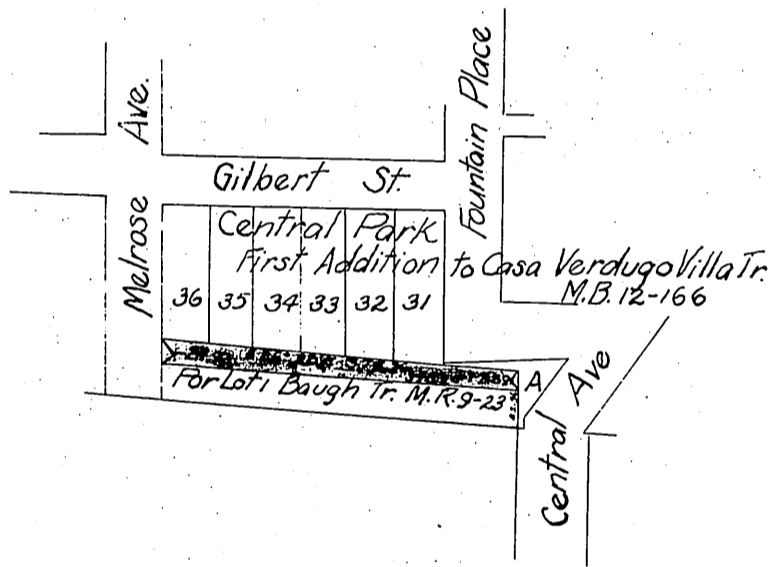 Melrose Ave.
Gilbert St.
Fountain Place
Central Park
First Addition to Casa Verdugo Villa Tr.
M.B. 12-166
36 35 34 33 32 31
Por Lot 1 Baugh Tr. M.R. 9-23
A
Central Ave